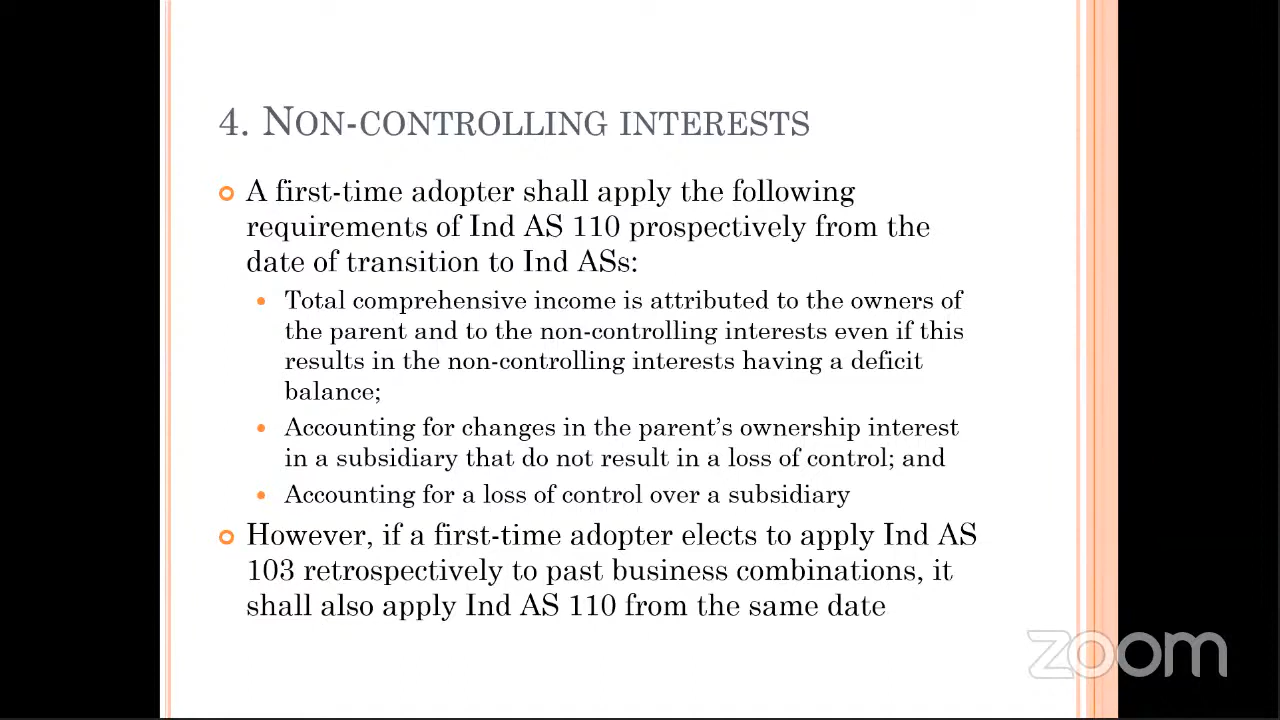 4. NON-CONTROLLING INTERESTS
A first-time adopter shall apply the following
requirements of Ind AS 110 prospectively from the
date of transition to Ind ASs:
Total comprehensive income is attributed to the owners of
the parent and to the non-controlling interests even if this
results in the non-controlling interests having a deficit
balance;
Accounting for changes in the parent's ownership interest
in a subsidiary that do not result in a loss of control; and
Accounting for a loss of control over a subsidiary
However, if a first-time adopter elects to apply Ind AS
103 retrospectively to past business combinations, it
shall also apply Ind AS 110 from the same date
zoom